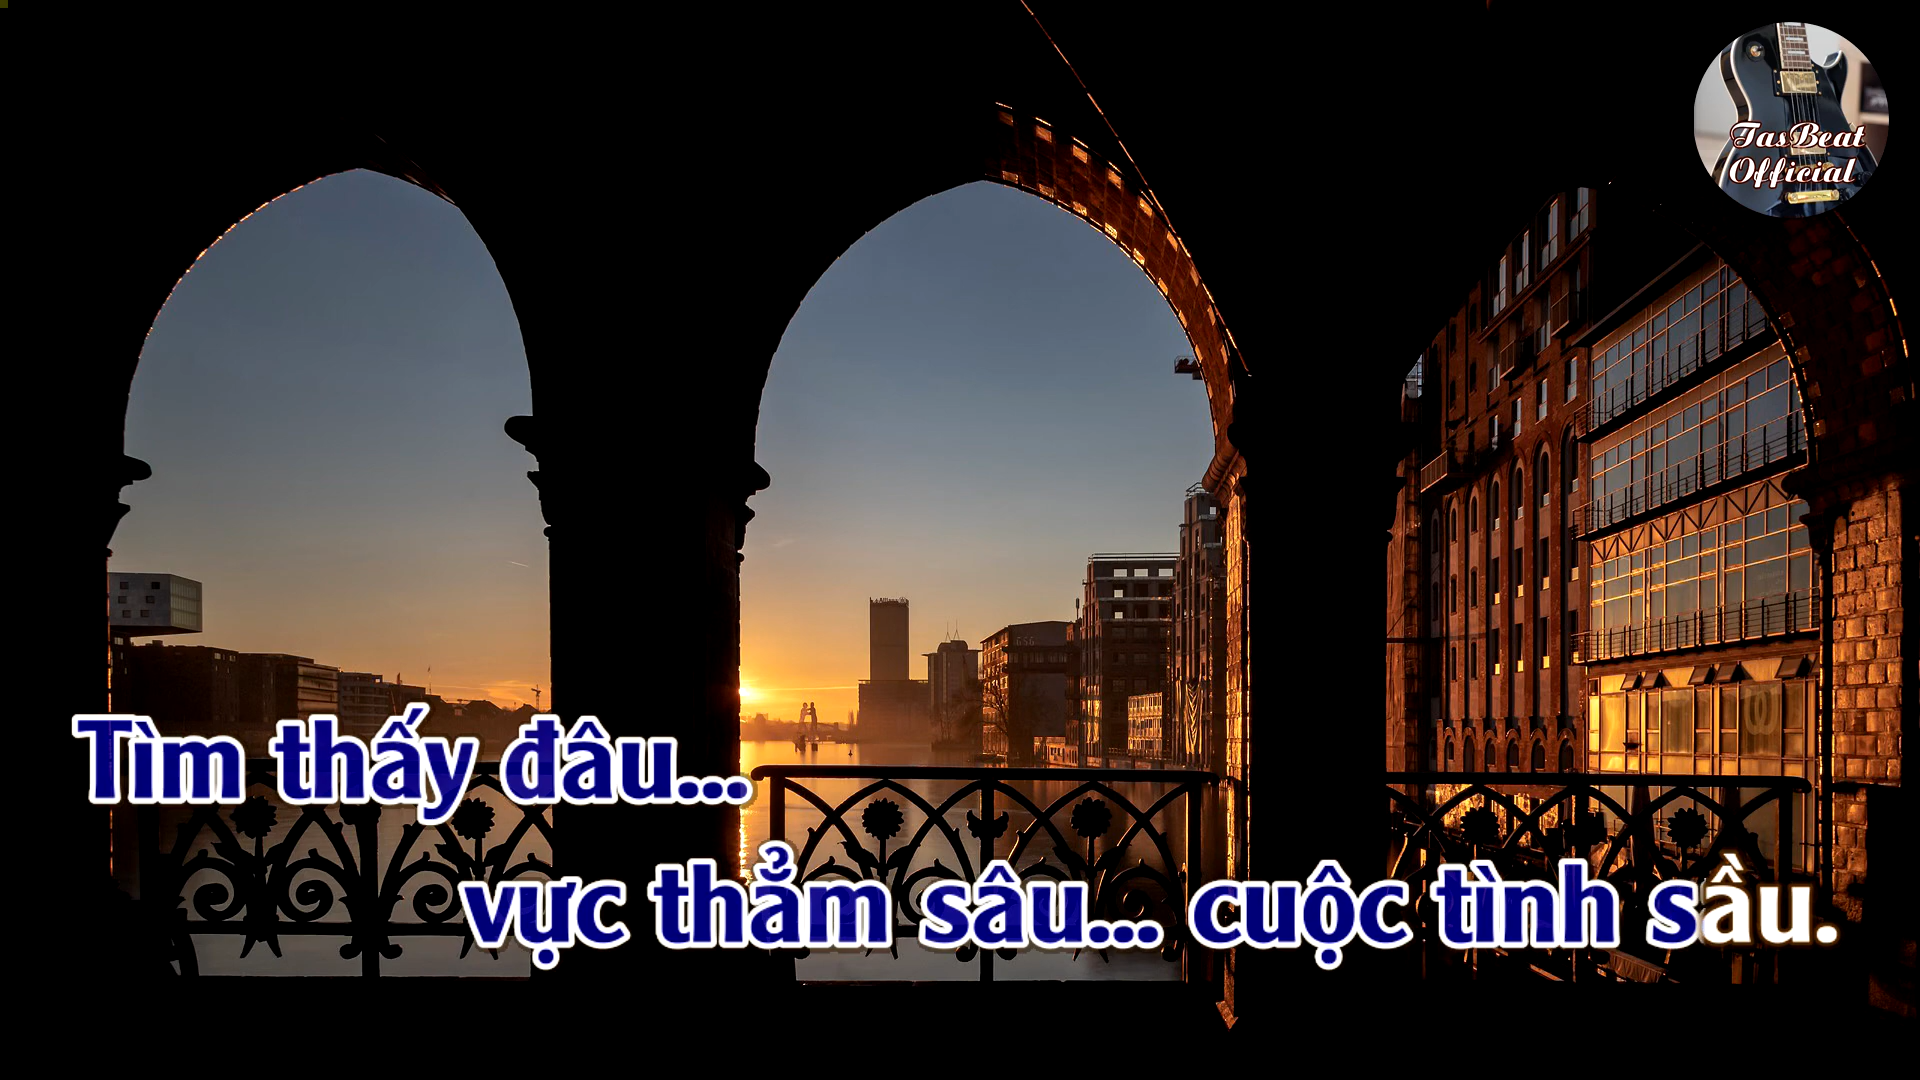 TasBeat
Official
Tìm thấy đâu...
vực thẳm sâu... cuộc tình sầu.